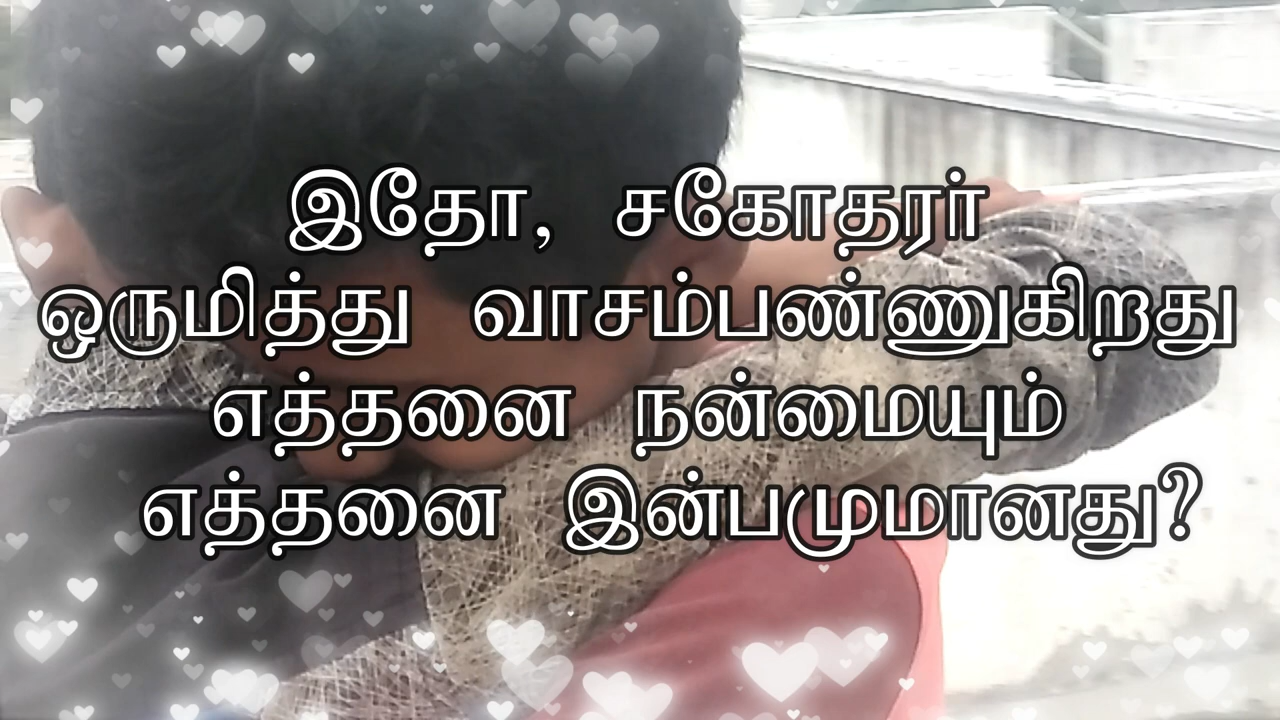 இதோ, சகோதரர்
ஒருமித்து வாசம்பண்ணுகிறது
எத்தனை நன்மையும்
எத்தனை இன்பமுமானது?